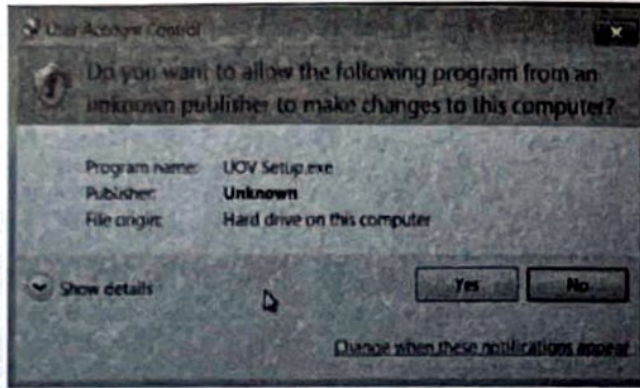 User Account Control
Do you want to allow the following program from an
unknown publisher to make changes to this computer?
Program name: UOV Setup.exe
Publisher: Unknown
File origin: Hard drive on this computer
Show details
Yes
No
Change when these notifications appear